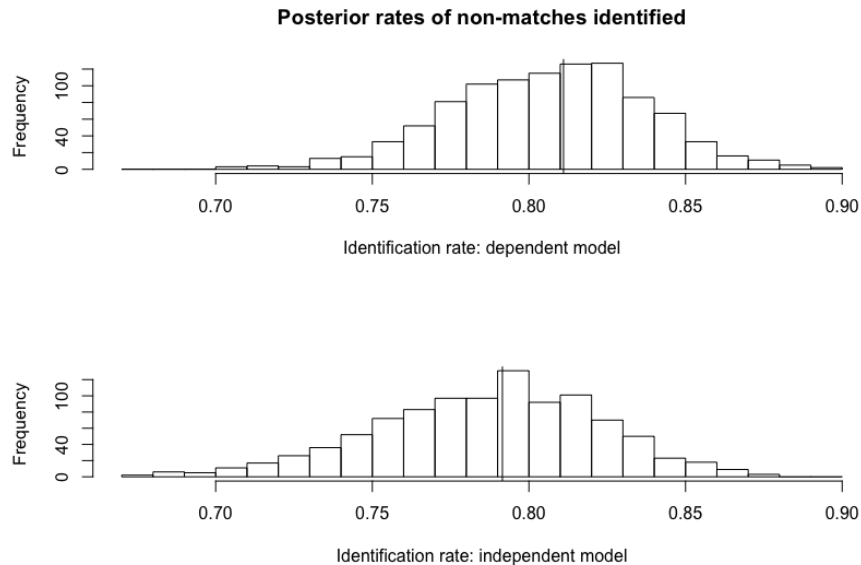 Posterior rates of non-matches identified
Frequency
0 40 100
0.70 0.75 0.80 0.85 0.90
Identification rate: dependent model
Frequency
0 40 100
0.70 0.75 0.80 0.85 0.90
Identification rate: independent model